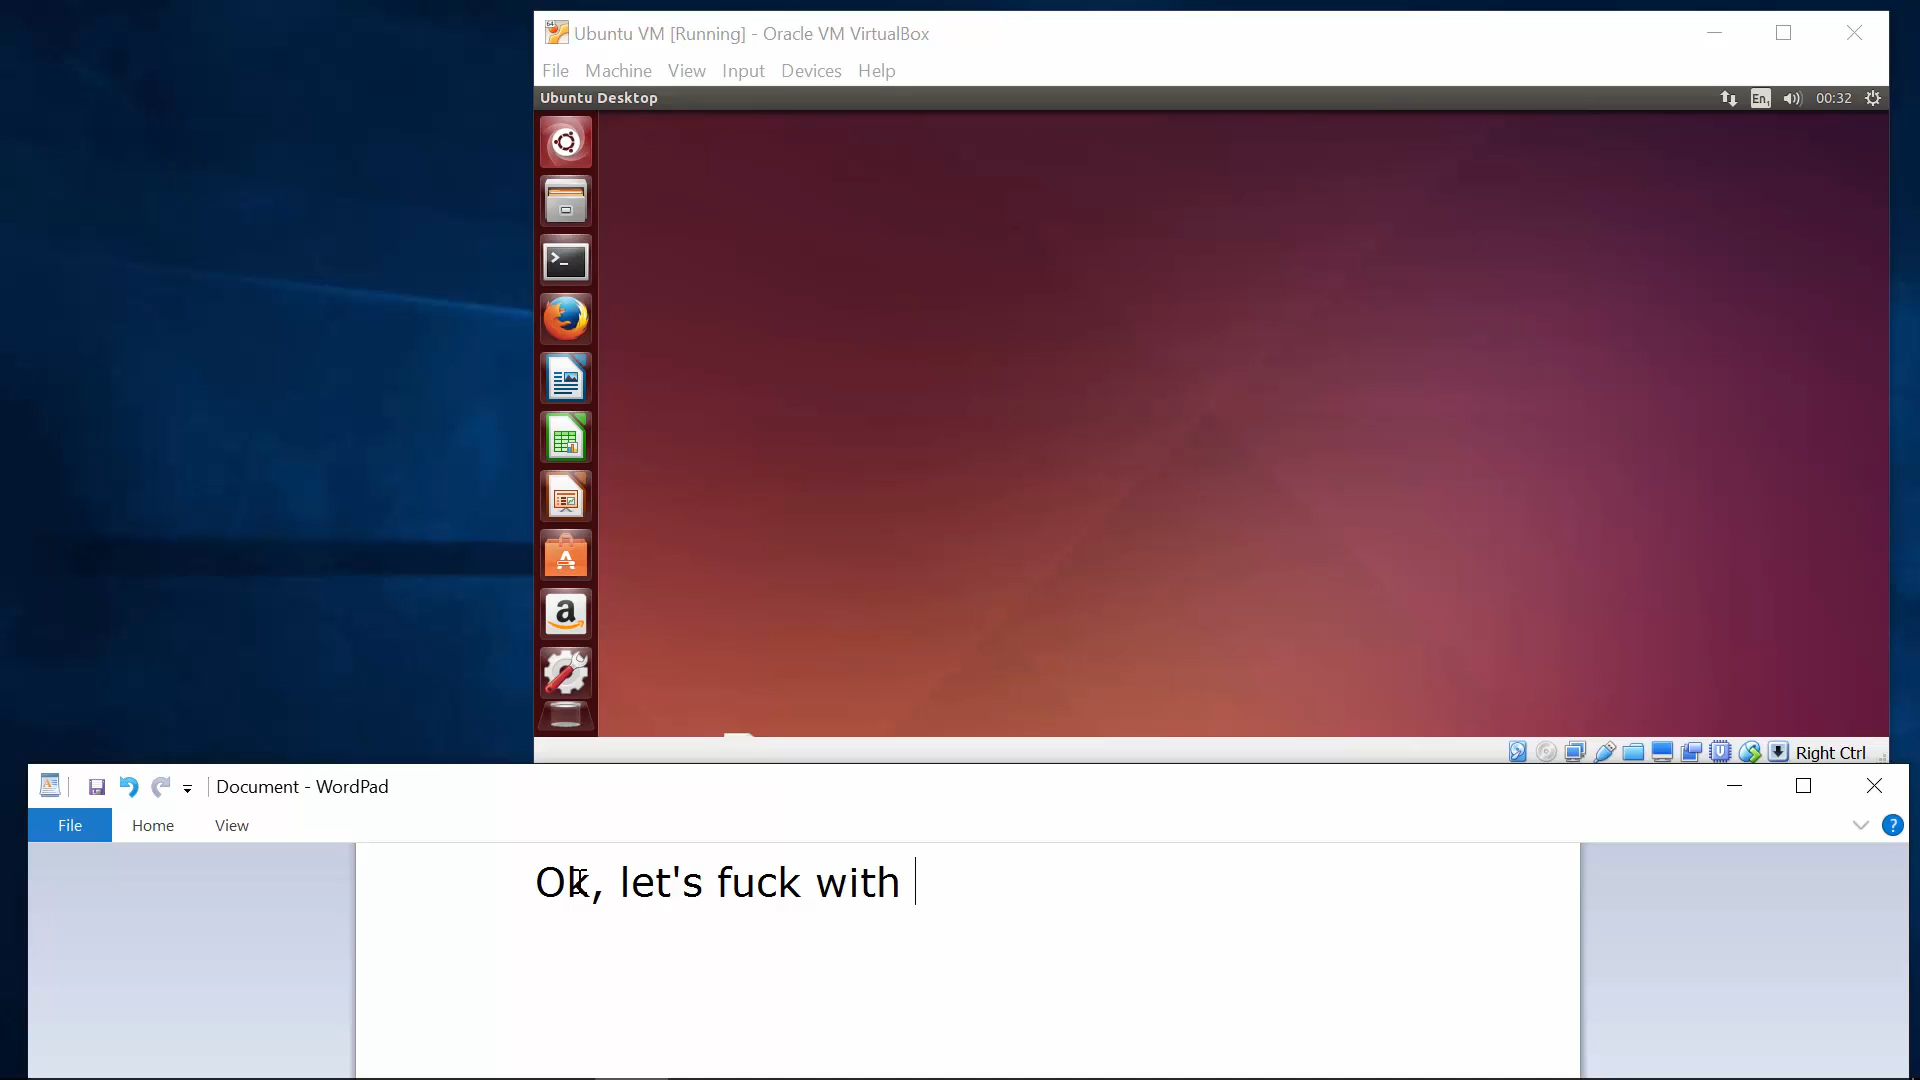 Ubuntu VM [Running] - Oracle VM VirtualBox
File Machine View Input Devices Help
Ubuntu Desktop
En1 00:32
Right Ctrl
Document - WordPad
File Home View
Ok, let's fuck with